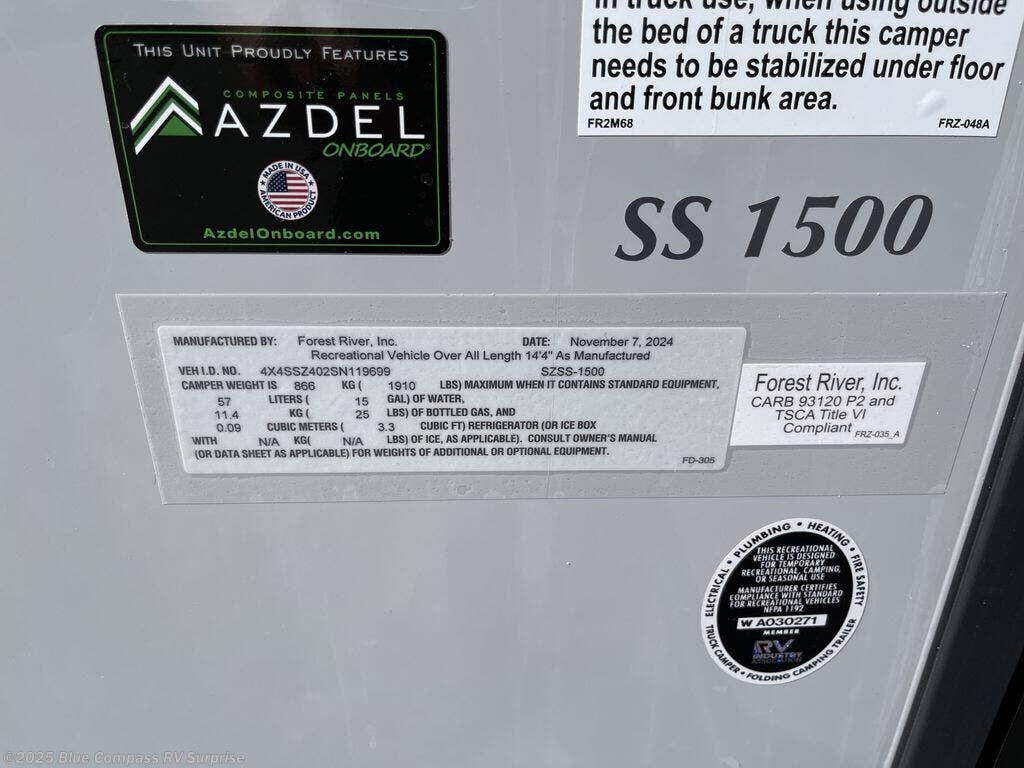 THIS UNIT PROUDLY FEATURES
COMPOSITE PANELS
AZDEL
ONBOARD®
MADE IN USA
AMERICAN PRODUCT
AzdelOnboard.com
in truck use, when using outside
the bed of a truck this camper
needs to be stabilized under floor
and front bunk area.
FR2M68 FRZ-048A
SS 1500
MANUFACTURED BY: Forest River, Inc. DATE: November 7, 2024
Recreational Vehicle Over All Length 14'4" As Manufactured
VEH I.D. NO. 4X4SSZ402SN119699 SZSS-1500
CAMPER WEIGHT IS 866 KG ( 1910 LBS) MAXIMUM WHEN IT CONTAINS STANDARD EQUIPMENT,
57 LITERS ( 15 GAL) OF WATER,
11.4 KG ( 25 LBS) OF BOTTLED GAS, AND
0.09 CUBIC METERS ( 3.3 CUBIC FT) REFRIGERATOR (OR ICE BOX
WITH N/A KG( N/A LBS) OF ICE, AS APPLICABLE). CONSULT OWNER'S MANUAL
(OR DATA SHEET AS APPLICABLE) FOR WEIGHTS OF ADDITIONAL OR OPTIONAL EQUIPMENT.
FD-305
Forest River, Inc.
CARB 93120 P2 and
TSCA Title VI
Compliant
FRZ-035_A
ELECTRICAL • PLUMBING • HEATING • FIRE SAFETY
THIS RECREATIONAL
VEHICLE IS DESIGNED
FOR TEMPORARY
RECREATIONAL, CAMPING,
OR SEASONAL USE
MANUFACTURER CERTIFIES
COMPLIANCE WITH STANDARD
FOR RECREATIONAL VEHICLES
NFPA 1192
W A030271
MEMBER
RV
INDUSTRY
ASSOCIATION
TRUCK CAMPER • FOLDING CAMPING TRAILER
©2025 Blue Compass RV Surprise